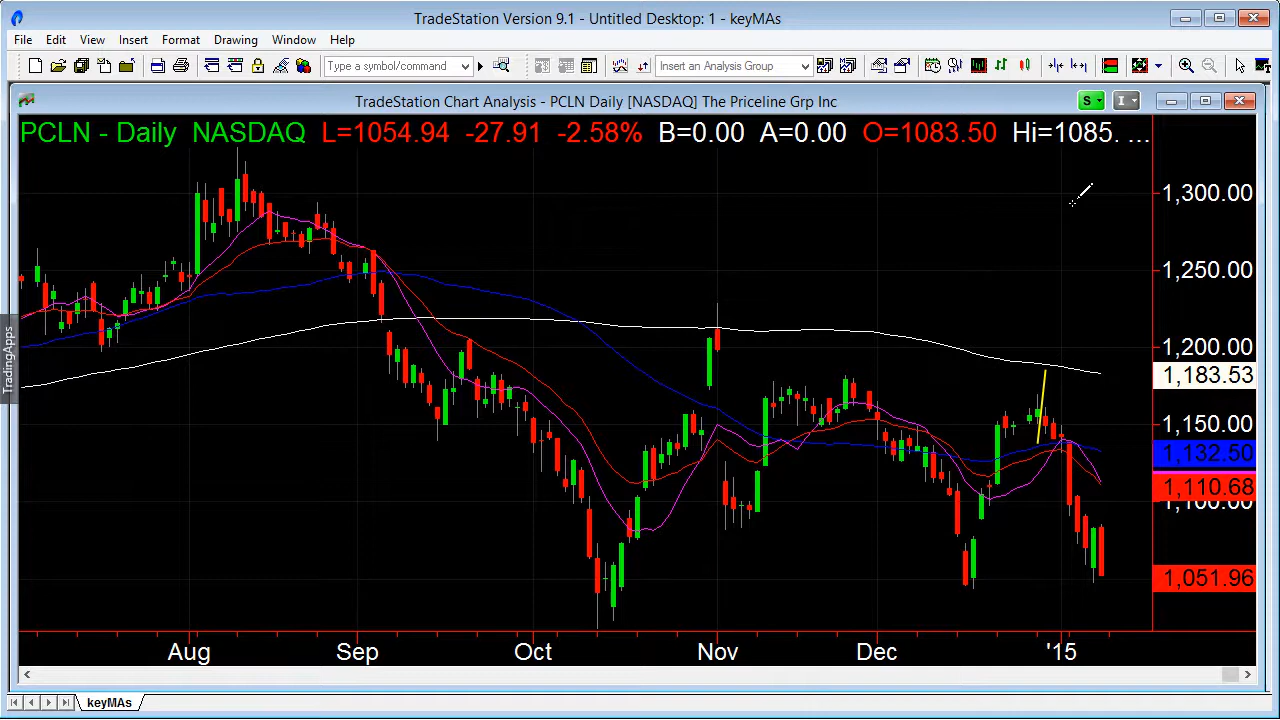 TradeStation Version 9.1 - Untitled Desktop: 1 - keyMAs
File Edit View Insert Format Drawing Window Help
Type a symbol/command Insert an Analysis Group
TradeStation Chart Analysis - PCLN Daily [NASDAQ] The Priceline Grp Inc
S I
PCLN - Daily NASDAQ L=1054.94 -27.91 -2.58% B=0.00 A=0.00 O=1083.50 Hi=1085. ...
1,300.00
1,250.00
1,200.00
TradingApps
1,183.53
1,150.00
1,132.50
1,110.68
1,100.00
1,051.96
Aug Sep Oct Nov Dec '15
keyMAs